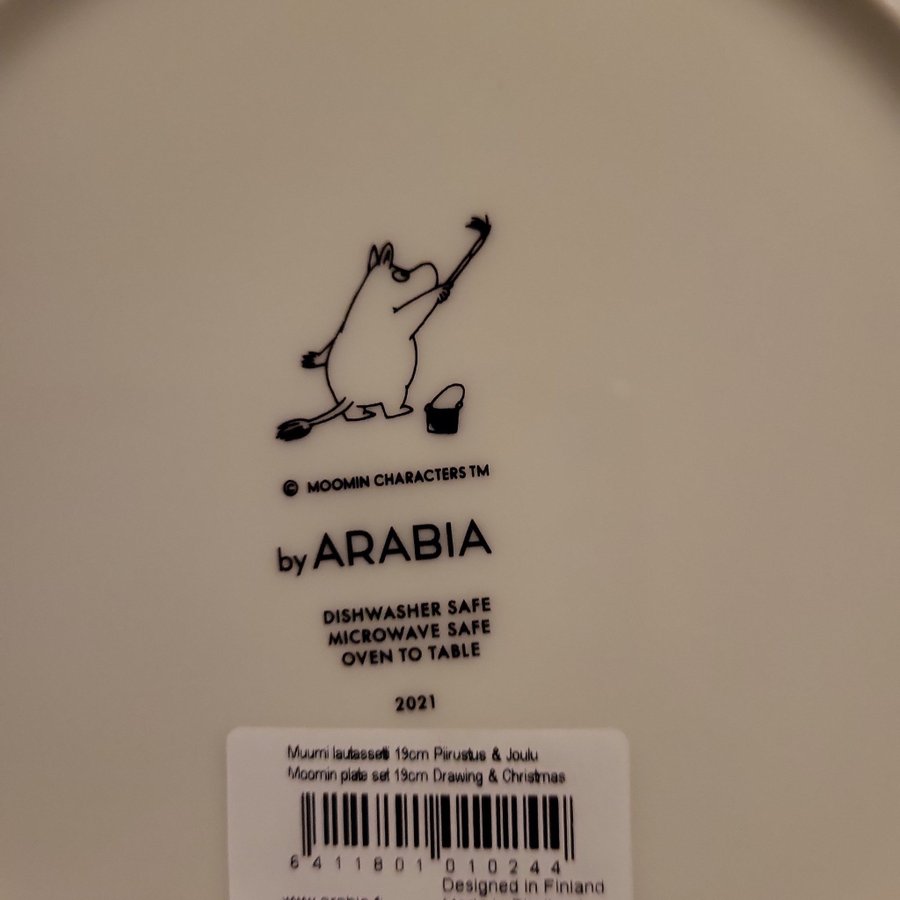 © MOOMIN CHARACTERS TM
by ARABIA
DISHWASHER SAFE
MICROWAVE SAFE
OVEN TO TABLE
2021
Muumi lautassetti 19cm Piirustus & Joulu
Moomin plate set 19cm Drawing & Christmas
6 411801 010244
Designed in Finland